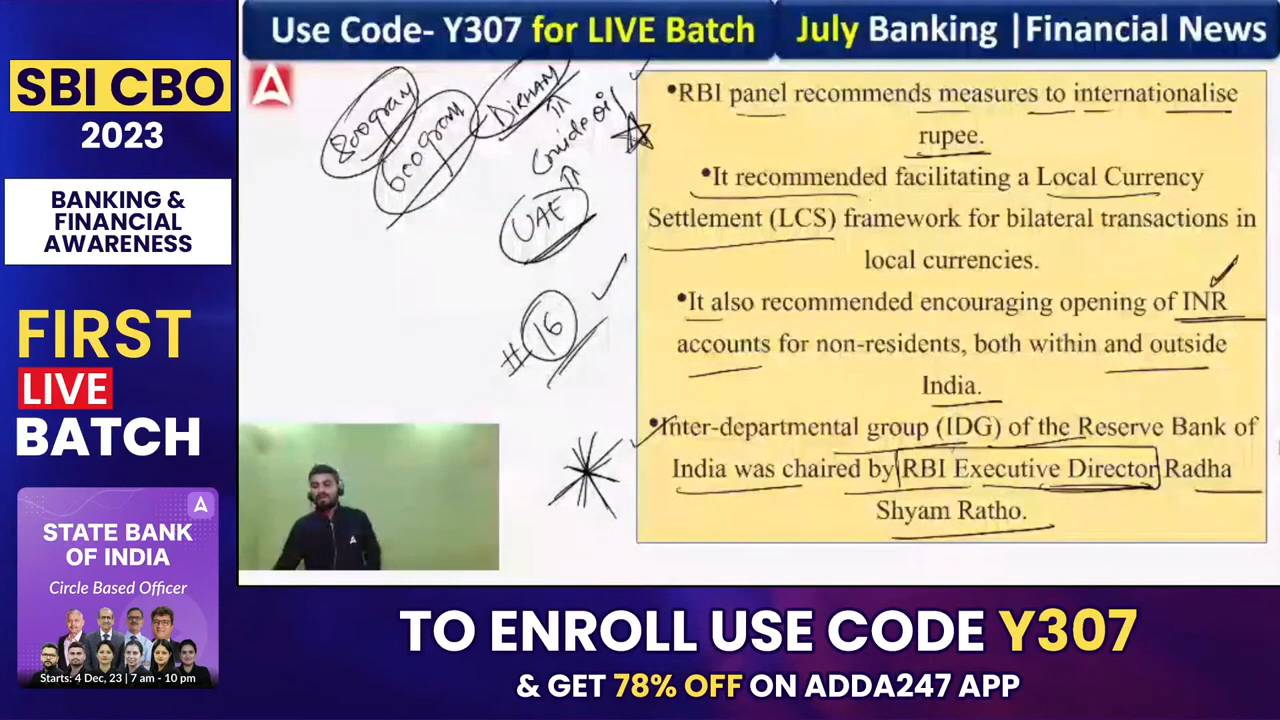 Use Code- Y307 for LIVE Batch
July Banking |Financial News
SBI CBO
2023
BANKING &
FINANCIAL
AWARENESS
FIRST
LIVE
BATCH
A
STATE BANK
OF INDIA
Circle Based Officer
Starts: 4 Dec, 23 | 7 am - 10 pm
A
800gram
600gram
DIRHAM
Crude oil
UAE
#16
•RBI panel recommends measures to internationalise
rupee.
•It recommended facilitating a Local Currency
Settlement (LCS) framework for bilateral transactions in
local currencies.
•It also recommended encouraging opening of INR
accounts for non-residents, both within and outside
India.
•Inter-departmental group (IDG) of the Reserve Bank of
India was chaired by RBI Executive Director Radha
Shyam Ratho.
TO ENROLL USE CODE Y307
& GET 78% OFF ON ADDA247 APP